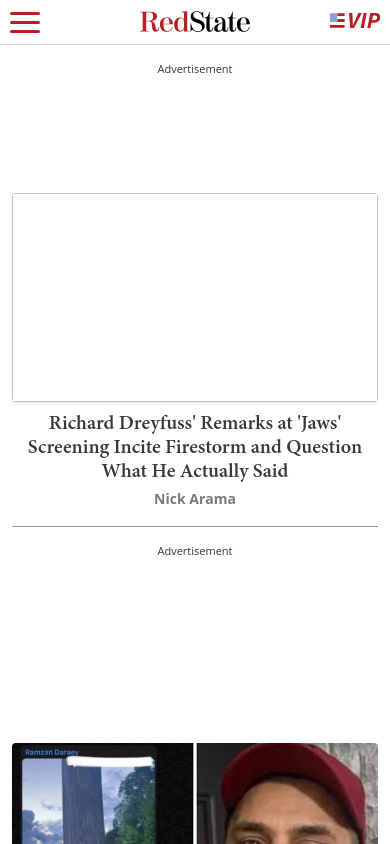 RedState
VIP
Advertisement
Richard Dreyfuss' Remarks at 'Jaws'
Screening Incite Firestorm and Question
What He Actually Said
Nick Arama
Advertisement
Ramzan Daraev